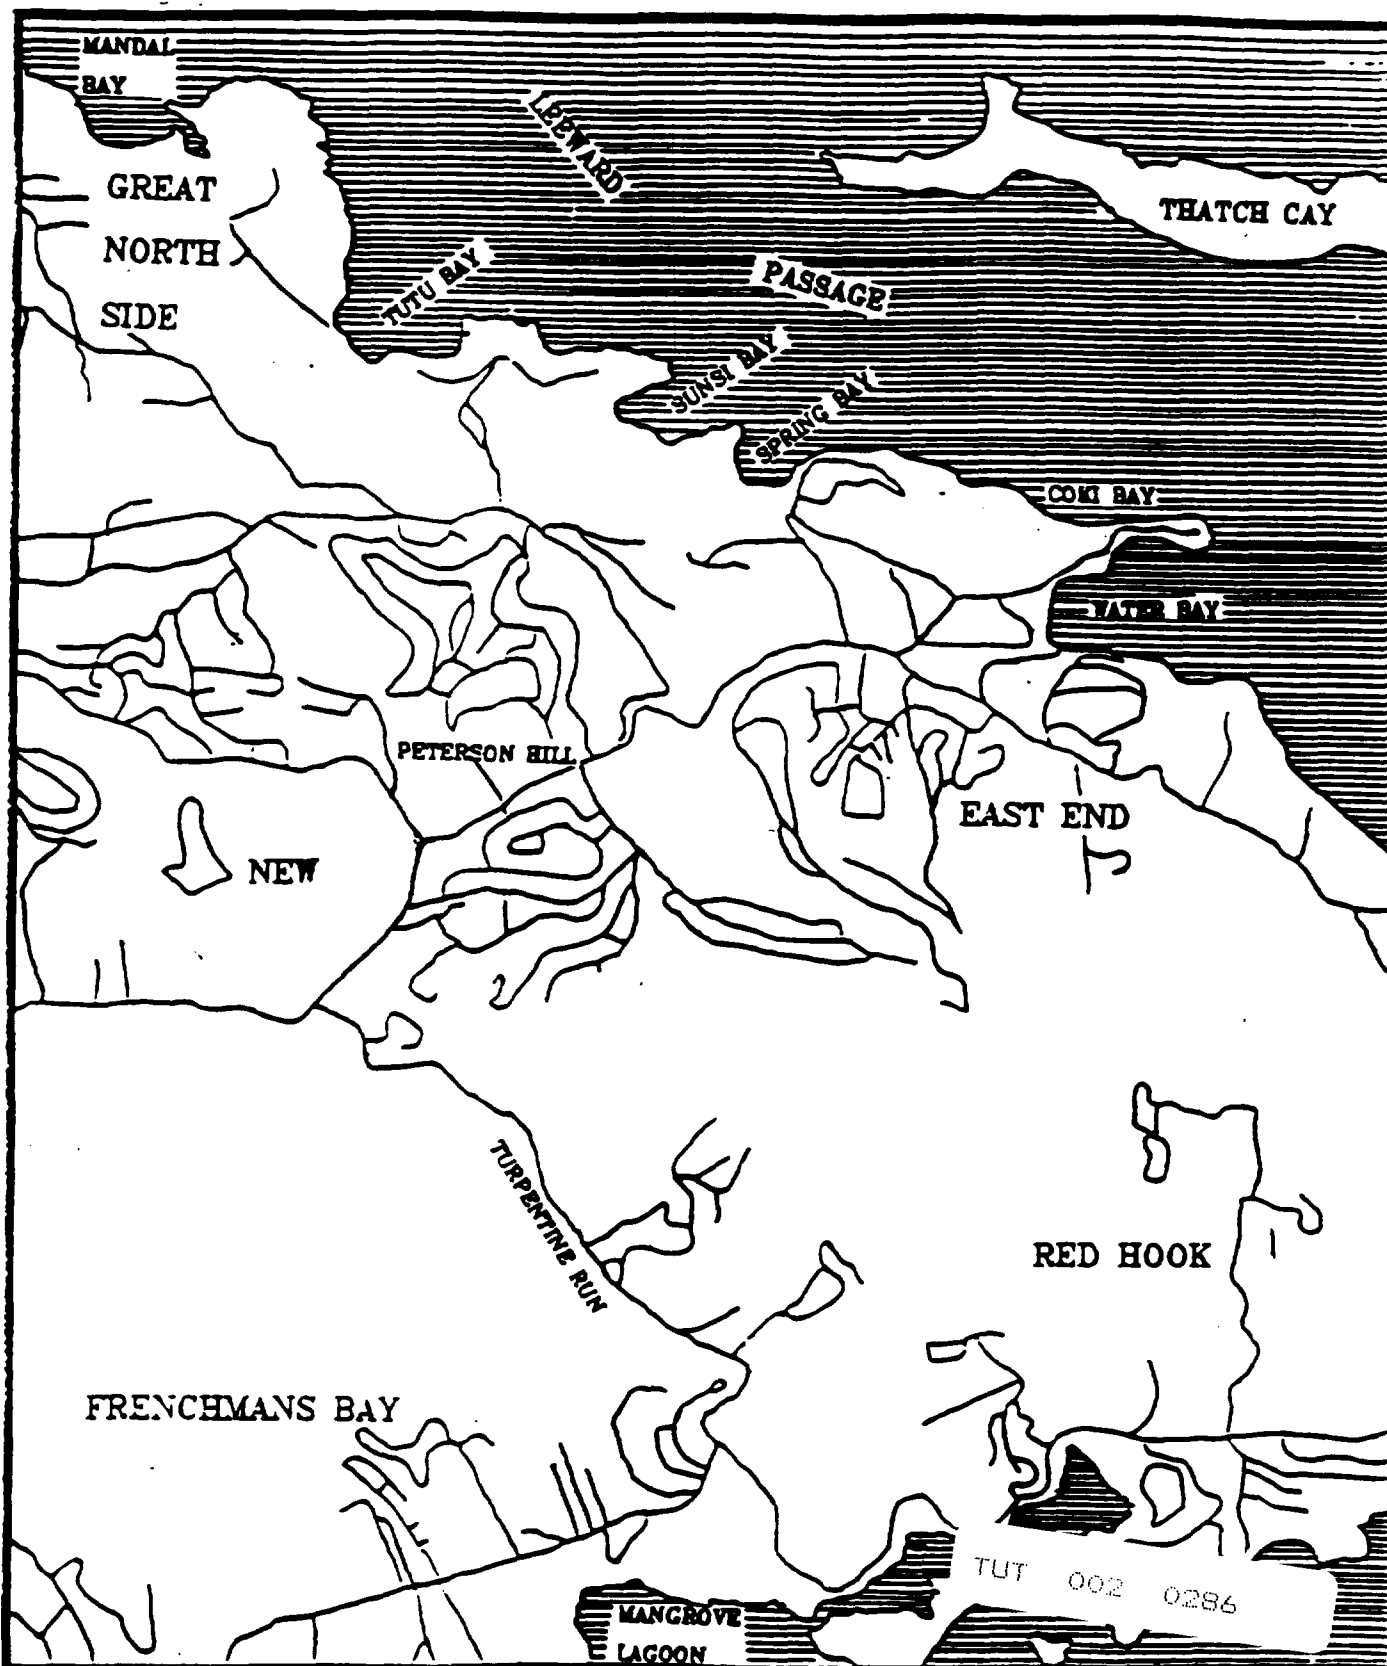 MANDAL
BAY
LEEWARD
GREAT
NORTH
SIDE
THATCH CAY
TUTU BAY
PASSAGE
SUNSI BAY
SPRING BAY
COKI BAY
WATER BAY
PETERSON HILL
EAST END
NEW
TURPENTINE RUN
RED HOOK
FRENCHMANS BAY
TUT 002 0286
MANGROVE
LAGOON